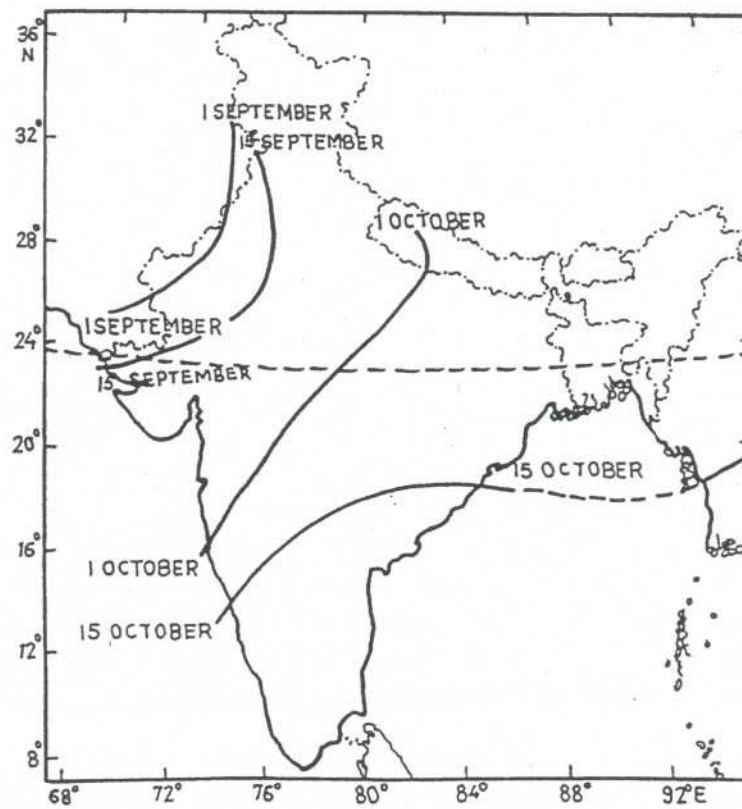 36°
N
1 SEPTEMBER
15 SEPTEMBER
32°
1 OCTOBER
28°
1 SEPTEMBER
24°
15 SEPTEMBER
20°
15 OCTOBER
16°
1 OCTOBER
15 OCTOBER
12°
8°
68° 72° 76° 80° 84° 88° 92°E